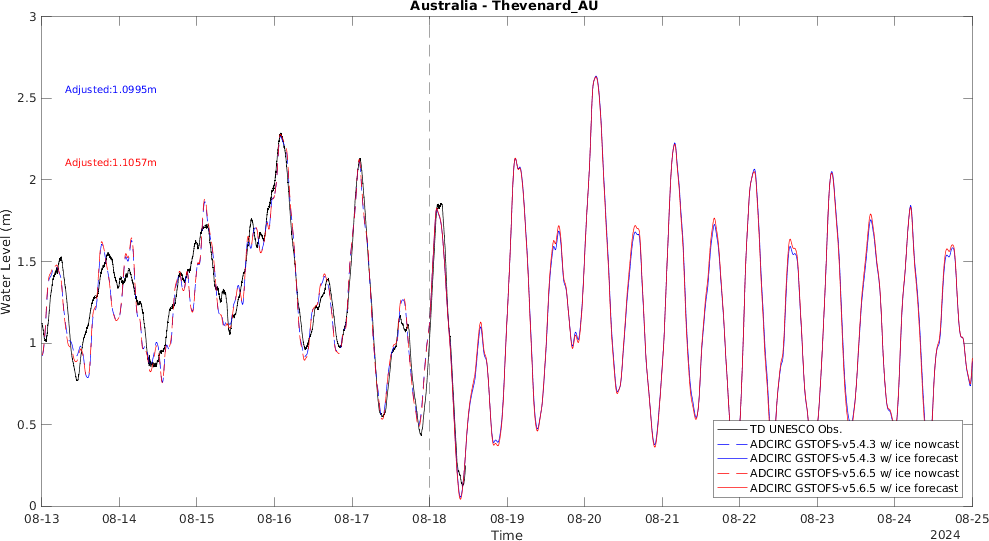 Australia - Thevenard_AU
3
2.5
2
1.5
1
0.5
0
Water Level (m)
Adjusted:1.0995m
Adjusted:1.1057m
TD UNESCO Obs.
ADCIRC GSTOFS-v5.4.3 w/ ice nowcast
ADCIRC GSTOFS-v5.4.3 w/ ice forecast
ADCIRC GSTOFS-v5.6.5 w/ ice nowcast
ADCIRC GSTOFS-v5.6.5 w/ ice forecast
08-13 08-14 08-15 08-16 08-17 08-18 08-19 08-20 08-21 08-22 08-23 08-24 08-25
Time
2024